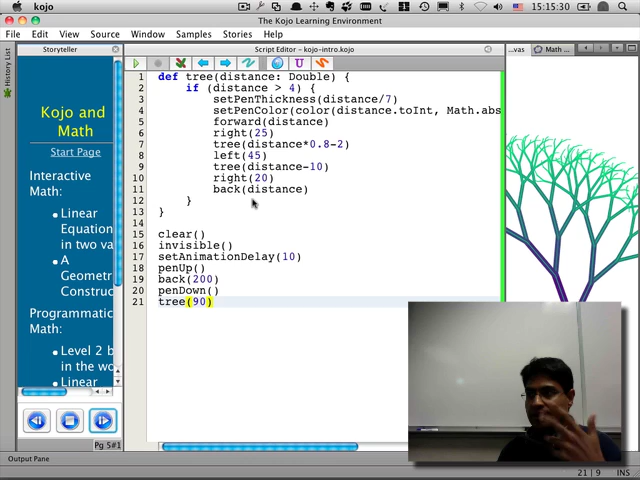 kojo
15:15:30
The Kojo Learning Environment
File Edit View Source Window Samples Stories Help
Storyteller
Script Editor – kojo-intro.kojo
...vas
Math ...
History List
Kojo and
Math
Start Page
Interactive
Math:
Linear
Equation
in two va
A
Geometr
Construc
Programmatic
Math:
Level 2 b
in the wo
Linear
Pg 5#1
1 def tree(distance: Double) {
2 if (distance > 4) {
3 setPenThickness(distance/7)
4 setPenColor(color(distance.toInt, Math.abs
5 forward(distance)
6 right(25)
7 tree(distance*0.8-2)
8 left(45)
9 tree(distance-10)
10 right(20)
11 back(distance)
12 }
13 }
14
15 clear()
16 invisible()
17 setAnimationDelay(10)
18 penUp()
19 back(200)
20 penDown()
21 tree(90)
Output Pane
21 | 9
INS